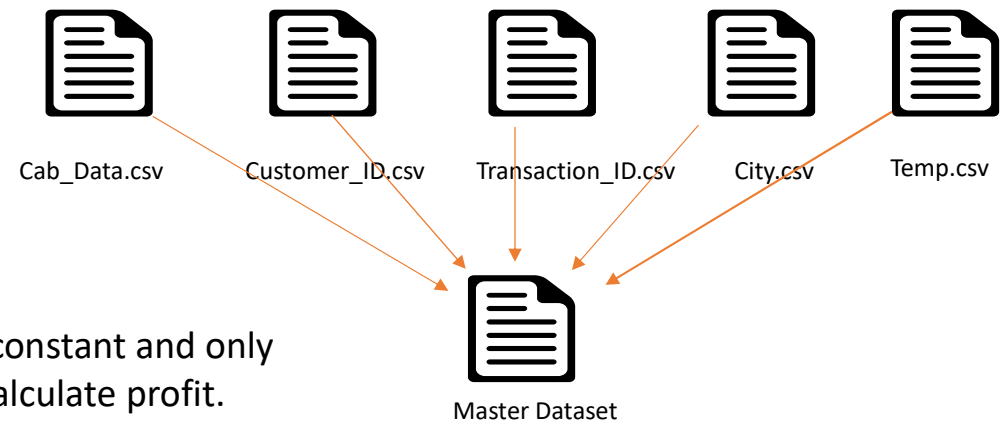 Cab_Data.csv
Customer_ID.csv
Transaction_ID.csv
City.csv
Temp.csv
constant and only
alculate profit.
Master Dataset